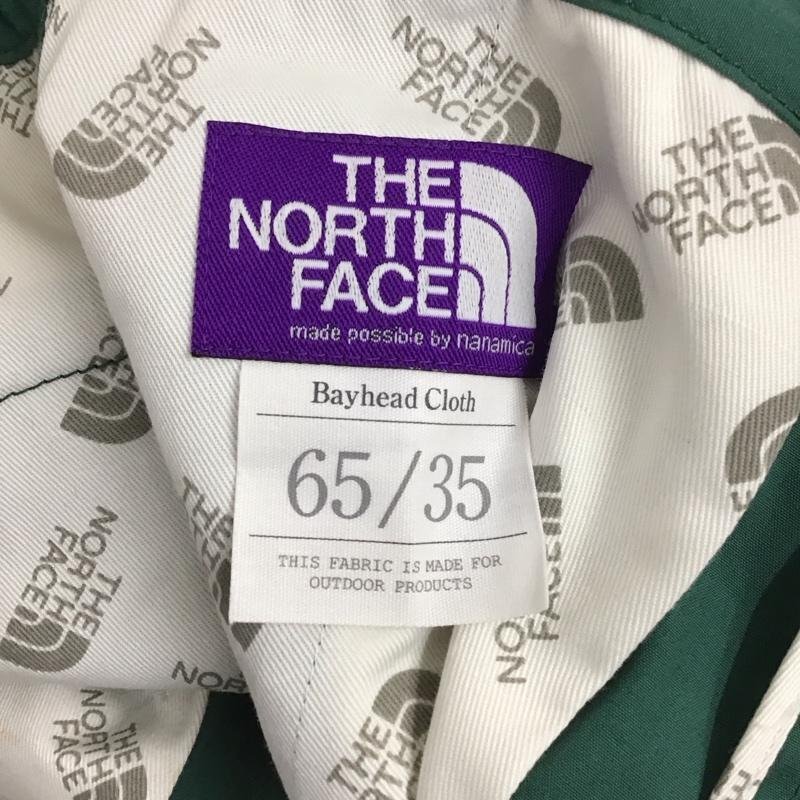 THE
NORTH
FACE
made possible by nanamica
Bayhead Cloth
65/35
THIS FABRIC IS MADE FOR
OUTDOOR PRODUCTS
THE
NORTH
FACE
THE
NORTH
FACE
THE
NORTH
FACE
THE
NORTH
FACE
THE
NORTH
FACE